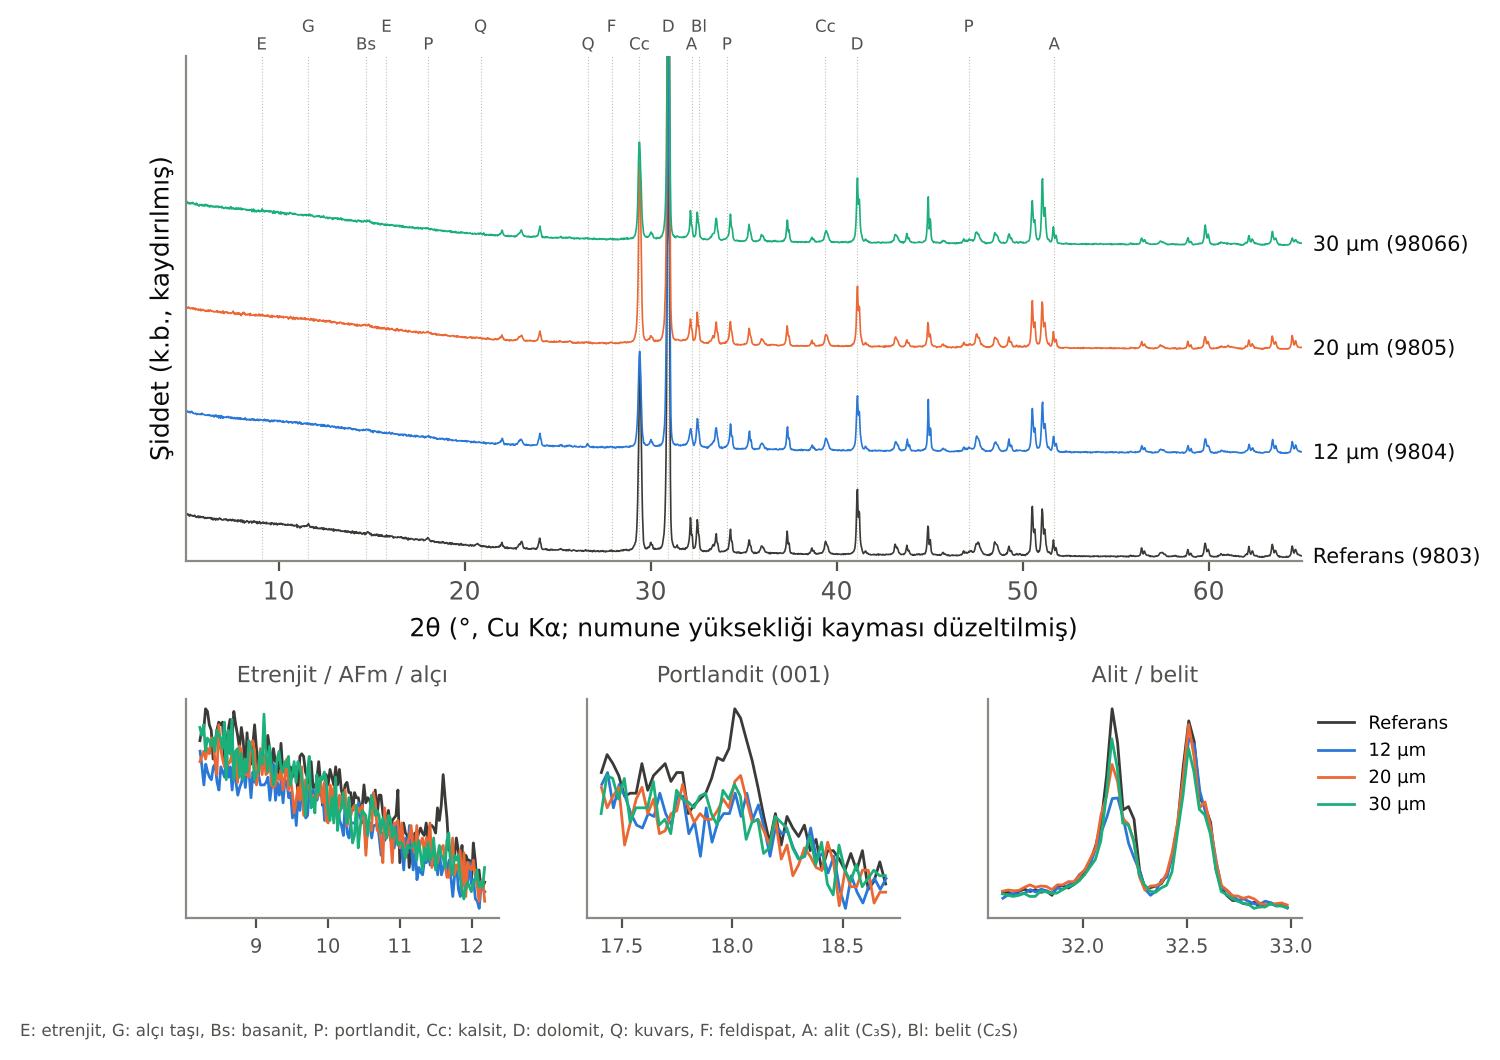 G E Q F D Bl Cc P
E Bs P Q Cc A P D A
Şiddet (k.b., kaydırılmış)
30 µm (98066)
20 µm (9805)
12 µm (9804)
Referans (9803)
10 20 30 40 50 60
2θ (°, Cu Kα; numune yüksekliği kayması düzeltilmiş)
Etrenjit / AFm / alçı
Portlandit (001)
Alit / belit
Referans
12 µm
20 µm
30 µm
9 10 11 12
17.5 18.0 18.5
32.0 32.5 33.0
E: etrenjit, G: alçı taşı, Bs: basanit, P: portlandit, Cc: kalsit, D: dolomit, Q: kuvars, F: feldispat, A: alit (C₃S), Bl: belit (C₂S)